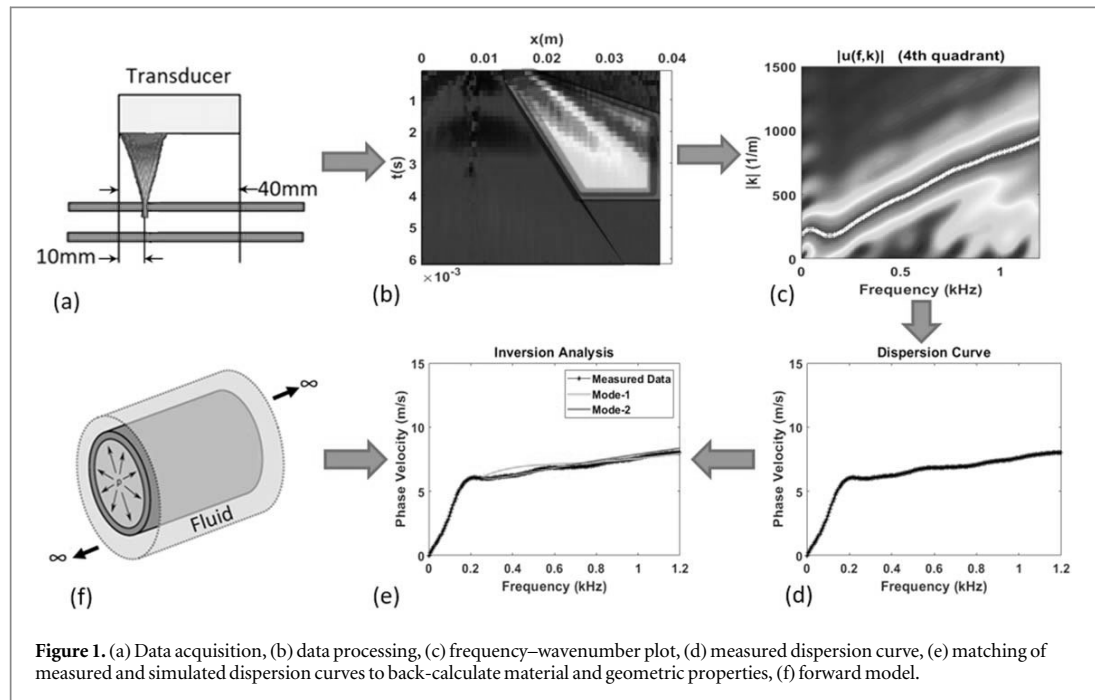 Transducer
40mm
10mm
(a)
x(m)
0 0.01 0.02 0.03 0.04
t(s)
1
2
3
4
5
6
×10⁻³
(b)
|u(f,k)| (4th quadrant)
|k| (1/m)
1500
1000
500
0
0 0.5 1
Frequency (kHz)
(c)
p
Fluid
∞
∞
(f)
Inversion Analysis
Measured Data
Mode-1
Mode-2
Phase Velocity (m/s)
15
10
5
0
0 0.2 0.4 0.6 0.8 1 1.2
Frequency (kHz)
(e)
Dispersion Curve
Phase Velocity (m/s)
15
10
5
0
0 0.2 0.4 0.6 0.8 1 1.2
Frequency (kHz)
(d)
Figure 1. (a) Data acquisition, (b) data processing, (c) frequency–wavenumber plot, (d) measured dispersion curve, (e) matching of
measured and simulated dispersion curves to back-calculate material and geometric properties, (f) forward model.